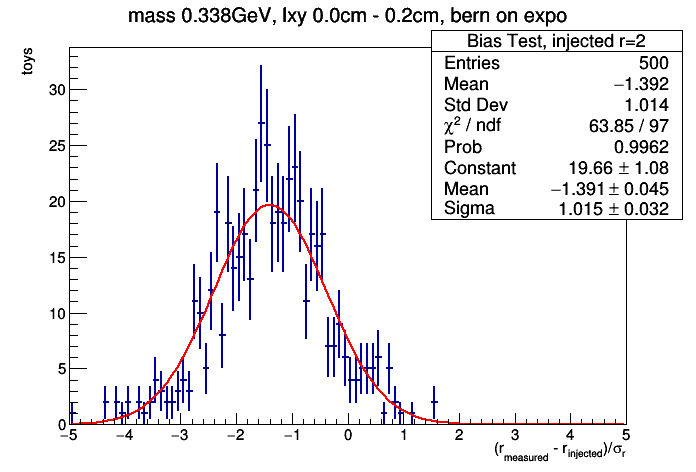 mass 0.338GeV, lxy 0.0cm - 0.2cm, bern on expo
toys
Bias Test, injected r=2
Entries 500
Mean −1.392
Std Dev 1.014
χ² / ndf 63.85 / 97
Prob 0.9962
Constant 19.66 ± 1.08
Mean −1.391 ± 0.045
Sigma 1.015 ± 0.032
30
25
20
15
10
5
0
−5 −4 −3 −2 −1 0 1 2 3 4 5
(r_measured - r_injected)/σ_r